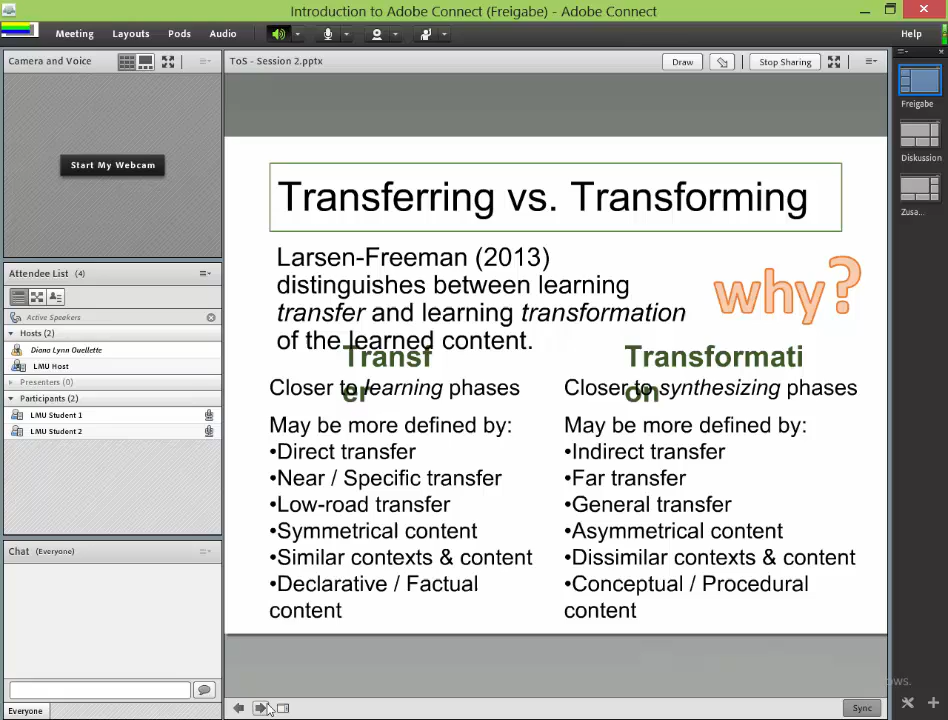 Introduction to Adobe Connect (Freigabe) - Adobe Connect
Meeting Layouts Pods Audio Help
Camera and Voice
Start My Webcam
Attendee List (4)
Active Speakers
Hosts (2)
Diana Lynn Ouellette
LMU Host
Presenters (0)
Participants (2)
LMU Student 1
LMU Student 2
Chat (Everyone)
Everyone
ToS - Session 2.pptx Draw Stop Sharing
Transferring vs. Transforming
Larsen-Freeman (2013)
distinguishes between learning
transfer and learning transformation
of the learned content.
why?
Transf
er
Closer to learning phases
May be more defined by:
•Direct transfer
•Near / Specific transfer
•Low-road transfer
•Symmetrical content
•Similar contexts & content
•Declarative / Factual
content
Transformati
on
Closer to synthesizing phases
May be more defined by:
•Indirect transfer
•Far transfer
•General transfer
•Asymmetrical content
•Dissimilar contexts & content
•Conceptual / Procedural
content
Sync
Freigabe
Diskussion
Zusa...
ows.